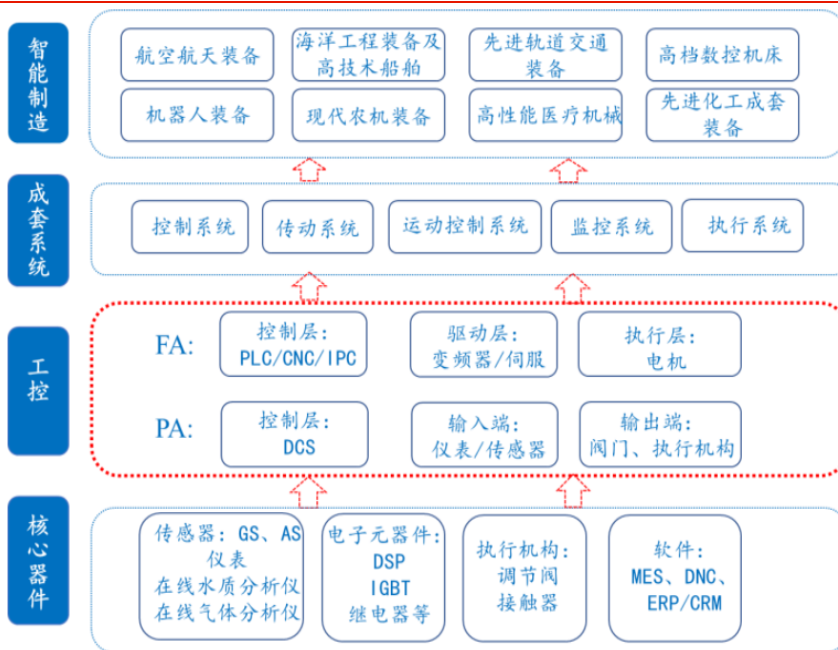 智能制造
航空航天装备
海洋工程装备及
高技术船舶
先进轨道交通
装备
高档数控机床
机器人装备
现代农机装备
高性能医疗机械
先进化工成套
装备
成套系统
控制系统
传动系统
运动控制系统
监控系统
执行系统
工控
FA:
控制层:
PLC/CNC/IPC
驱动层:
变频器/伺服
执行层:
电机
PA:
控制层:
DCS
输入端:
仪表/传感器
输出端:
阀门、执行机构
核心器件
传感器: GS、AS
仪表
在线水质分析仪
在线气体分析仪
电子元器件:
DSP
IGBT
继电器等
执行机构:
调节阀
接触器
软件:
MES、DNC、
ERP/CRM